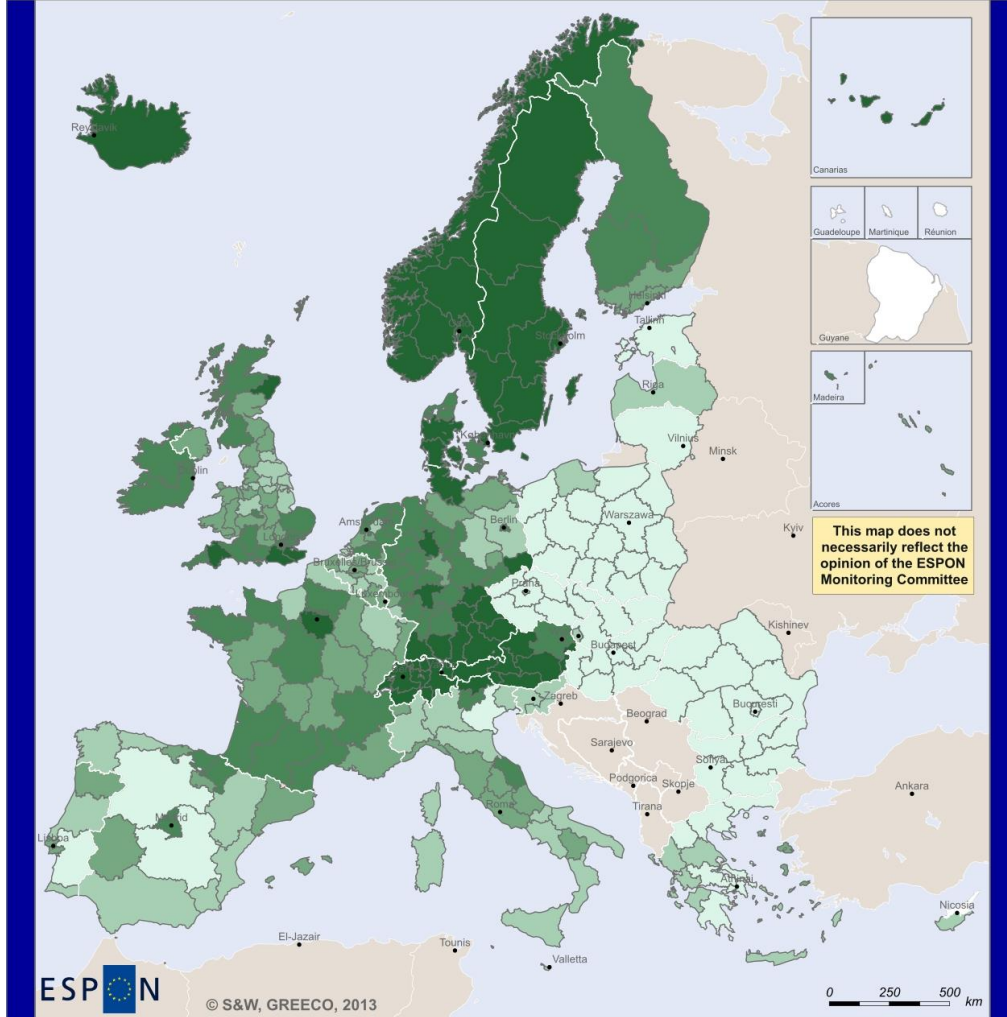 Reykjavik
Canarias
Guadeloupe
Martinique
Réunion
Helsinki
Tallinn
Stockholm
Guyane
Riga
Madeira
København
Vilnius
Minsk
Dublin
Acores
Berlin
Warszawa
London
Kyiv
This map does not
necessarily reflect the
opinion of the ESPON
Monitoring Committee
Praha
Kishinev
Budapest
Zagreb
Bucuresti
Beograd
Sarajevo
Sofiya
Podgorica
Skopje
Ankara
Tirana
Roma
Madrid
Lisboa
Athinai
Nicosia
El-Jazair
Tounis
Valletta
ESPON
© S&W, GREECO, 2013
0 250 500
km